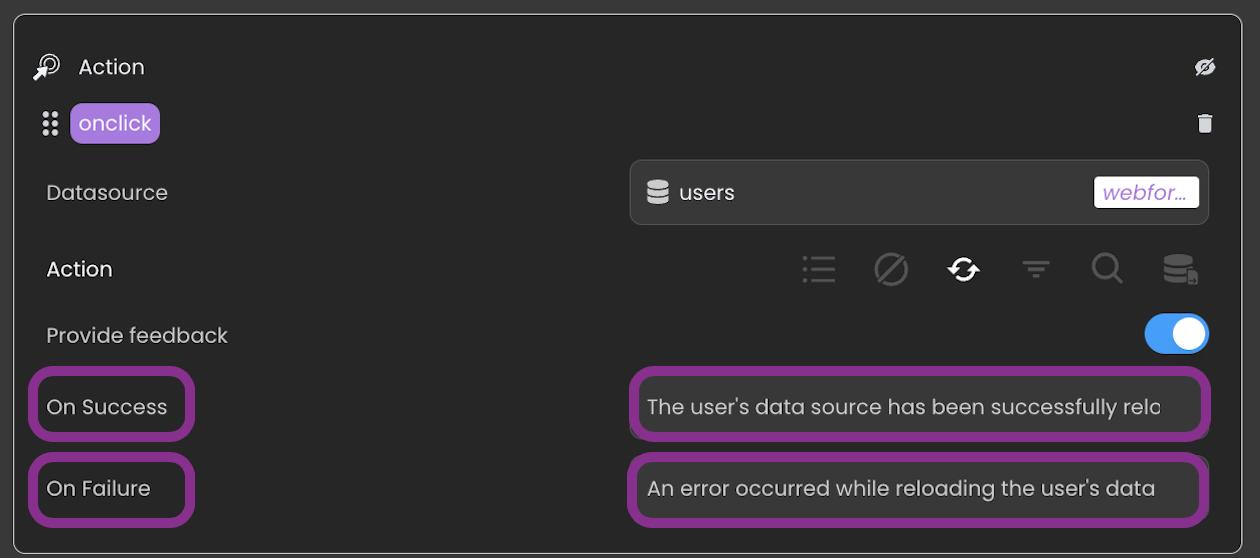 Action
onclick
Datasource
users
webfor...
Action
Provide feedback
On Success
The user's data source has been successfully relo
On Failure
An error occurred while reloading the user's data